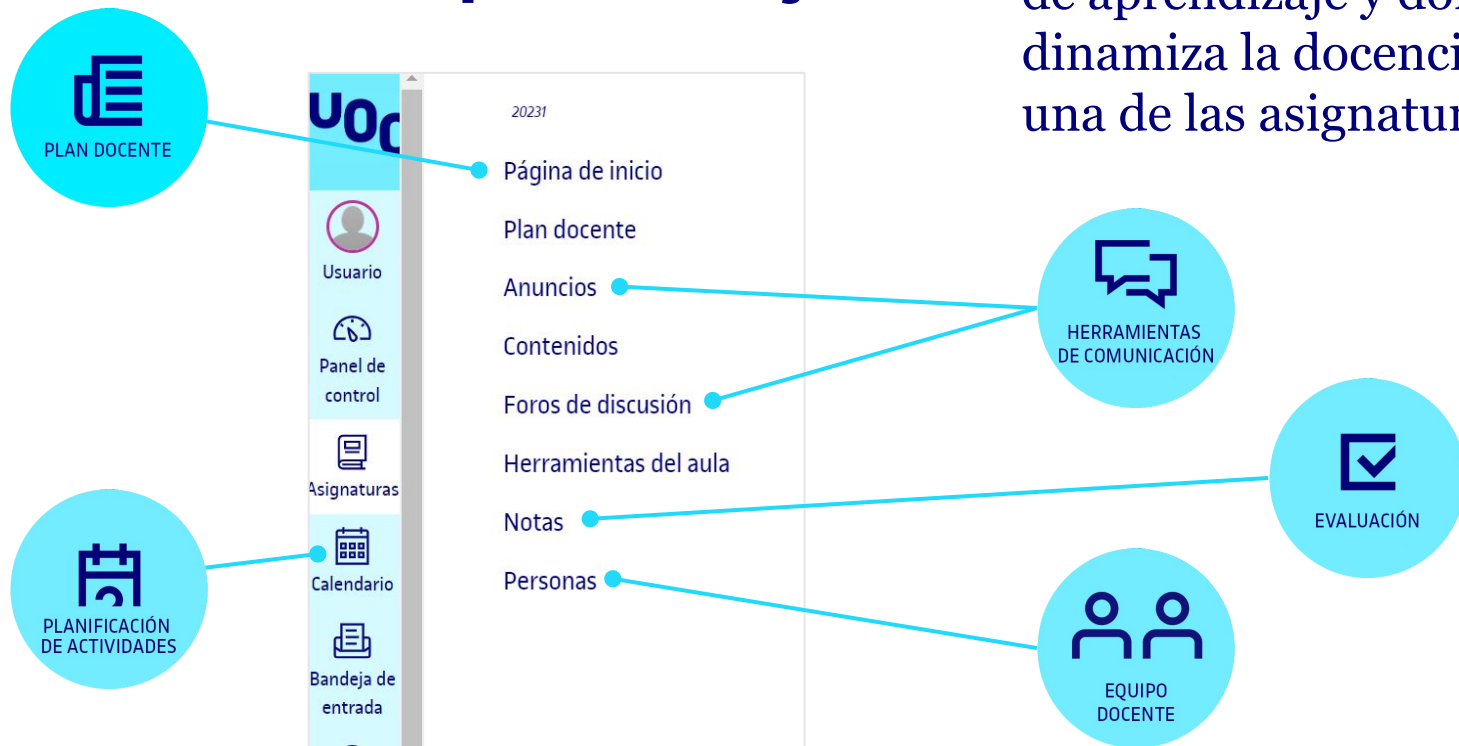 de aprendizaje y
dinamiza la
una de las
PLAN DOCENTE
UOC
20231
Página de inicio
Plan docente
Anuncios
Contenidos
Foros de discusión
Herramientas del aula
Notas
Personas
Usuario
Panel de
control
Asignaturas
Calendario
Bandeja de
entrada
HERRAMIENTAS
DE COMUNICACIÓN
EVALUACIÓN
PLANIFICACIÓN
DE ACTIVIDADES
EQUIPO
DOCENTE